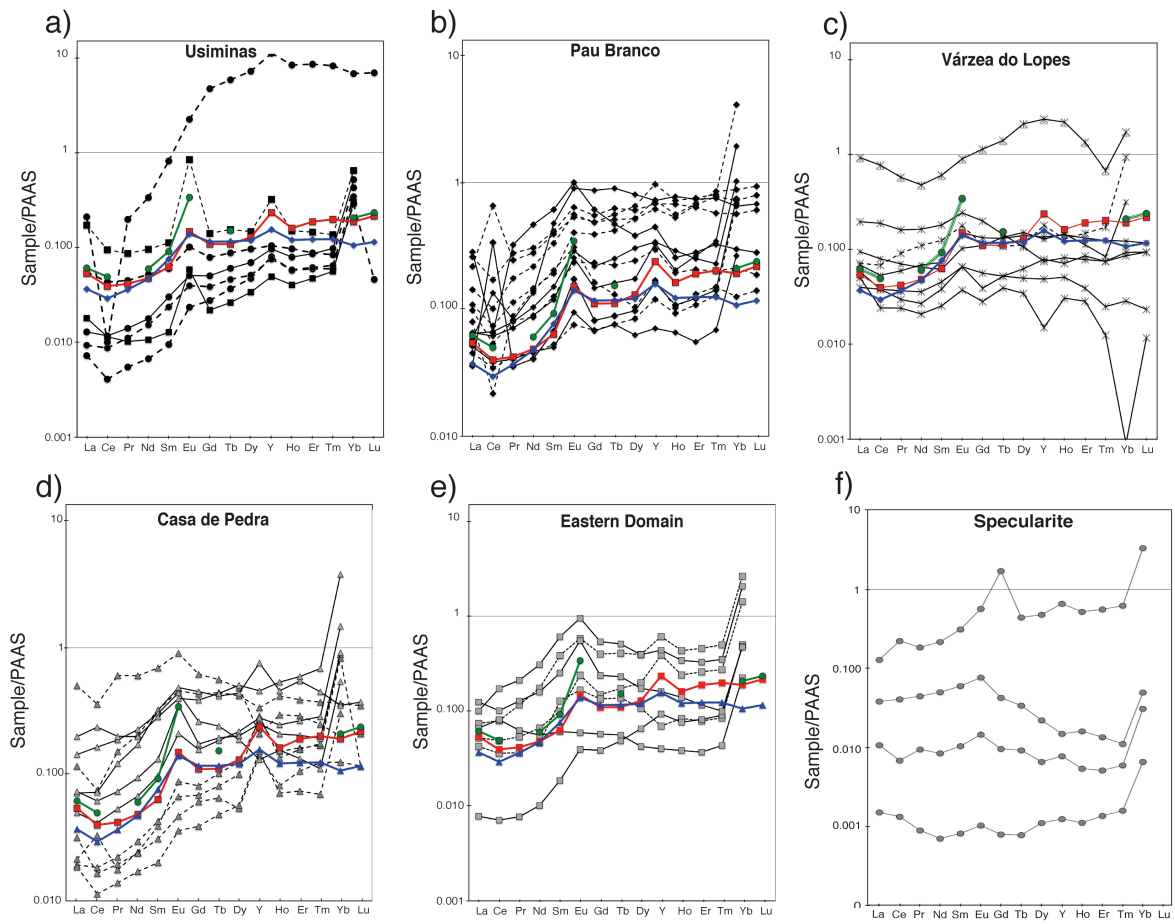 a)
Usiminas
Sample/PAAS
10
1
0.100
0.010
0.001
La Ce Pr Nd Sm Eu Gd Tb Dy Y Ho Er Tm Yb Lu
b)
Pau Branco
Sample/PAAS
10
1
0.100
0.010
La Ce Pr Nd Sm Eu Gd Tb Dy Y Ho Er Tm Yb Lu
c)
Várzea do Lopes
Sample/PAAS
10
1
0.100
0.010
0.001
La Ce Pr Nd Sm Eu Gd Tb Dy Y Ho Er Tm Yb Lu
d)
Casa de Pedra
Sample/PAAS
10
1
0.100
0.010
La Ce Pr Nd Sm Eu Gd Tb Dy Y Ho Er Tm Yb Lu
e)
Eastern Domain
Sample/PAAS
10
1
0.100
0.010
0.001
La Ce Pr Nd Sm Eu Gd Tb Dy Y Ho Er Tm Yb Lu
f)
Specularite
Sample/PAAS
10
1
0.100
0.010
0.001
0
La Ce Pr Nd Sm Eu Gd Tb Dy Y Ho Er Tm Yb Lu